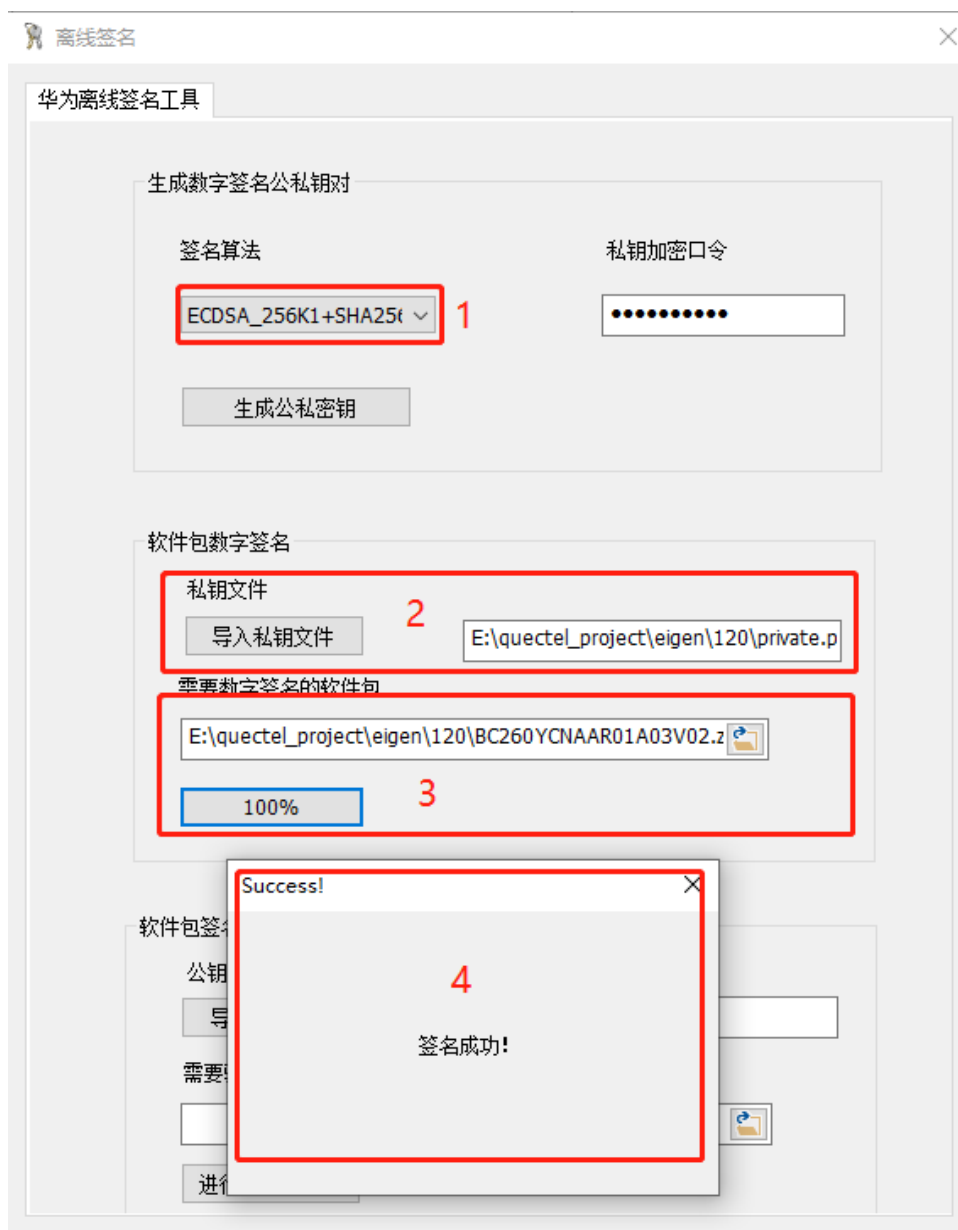 离线签名
华为离线签名工具
生成数字签名公私钥对
签名算法 私钥加密口令
ECDSA_256K1+SHA256 1 ••••••••••
生成公私密钥
软件包数字签名
私钥文件
2
导入私钥文件 E:\quectel_project\eigen\120\private.p
需要数字签名的软件包
E:\quectel_project\eigen\120\BC260YCNAAR01A03V02.z
100% 3
Success!
软件包签
公钥
4
签名成功!
需要
进行